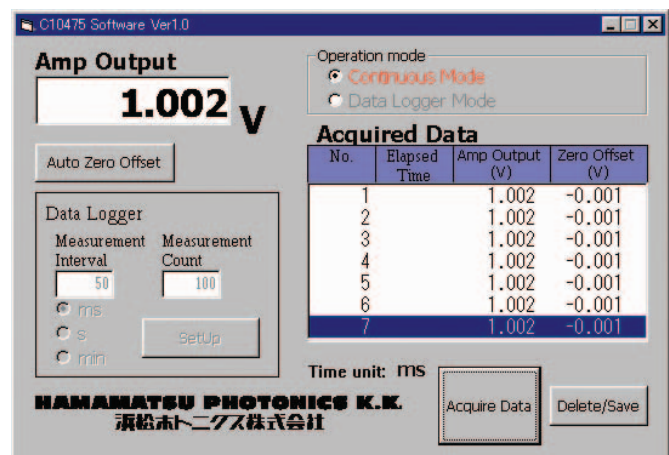 C10475 Software Ver1.0
Amp Output
1.002 V
Auto Zero Offset
Operation mode
Continuous Mode
Data Logger Mode
Acquired Data
No. Elapsed Time Amp Output (V) Zero Offset (V)
1 1.002 -0.001
2 1.002 -0.001
3 1.002 -0.001
4 1.002 -0.001
5 1.002 -0.001
6 1.002 -0.001
7 1.002 -0.001
Data Logger
Measurement Interval
Measurement Count
50
100
ms
s
min
SetUp
Time unit: ms
Acquire Data
Delete/Save
HAMAMATSU PHOTONICS K.K.
浜松ホトニクス株式会社